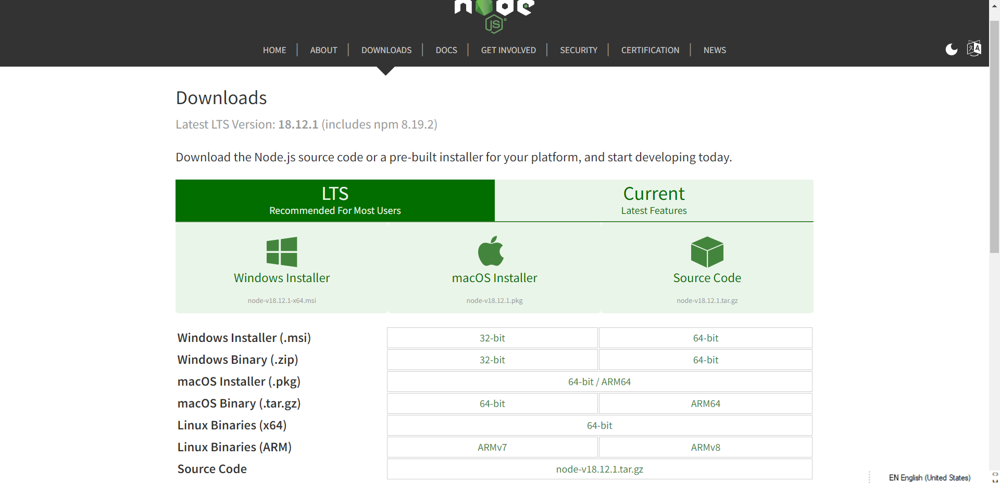 node
JS
HOME | ABOUT | DOWNLOADS | DOCS | GET INVOLVED | SECURITY | CERTIFICATION | NEWS
Downloads
Latest LTS Version: 18.12.1 (includes npm 8.19.2)
Download the Node.js source code or a pre-built installer for your platform, and start developing today.
LTS Current
Recommended For Most Users Latest Features
Windows Installer macOS Installer Source Code
node-v18.12.1-x64.msi node-v18.12.1.pkg node-v18.12.1.tar.gz
Windows Installer (.msi) 32-bit 64-bit
Windows Binary (.zip) 32-bit 64-bit
macOS Installer (.pkg) 64-bit / ARM64
macOS Binary (.tar.gz) 64-bit ARM64
Linux Binaries (x64) 64-bit
Linux Binaries (ARM) ARMv7 ARMv8
Source Code node-v18.12.1.tar.gz
EN English (United States)